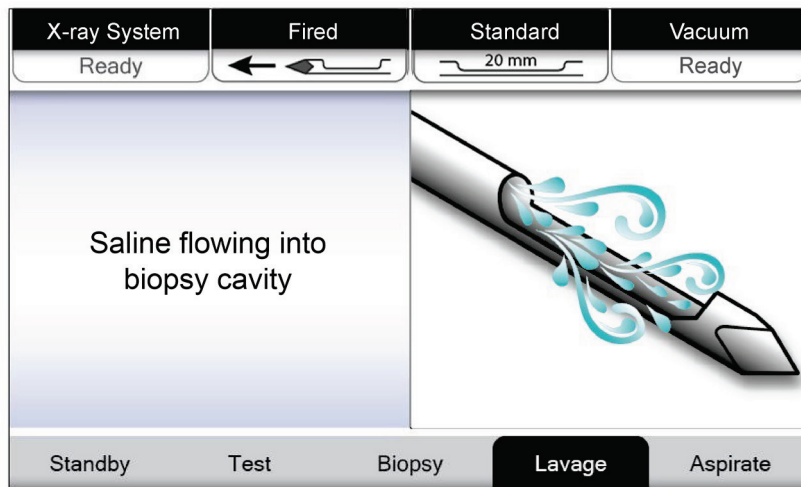 X-ray System
Fired
Standard
Vacuum
Ready
20 mm
Ready
Saline flowing into
biopsy cavity
Standby
Test
Biopsy
Lavage
Aspirate